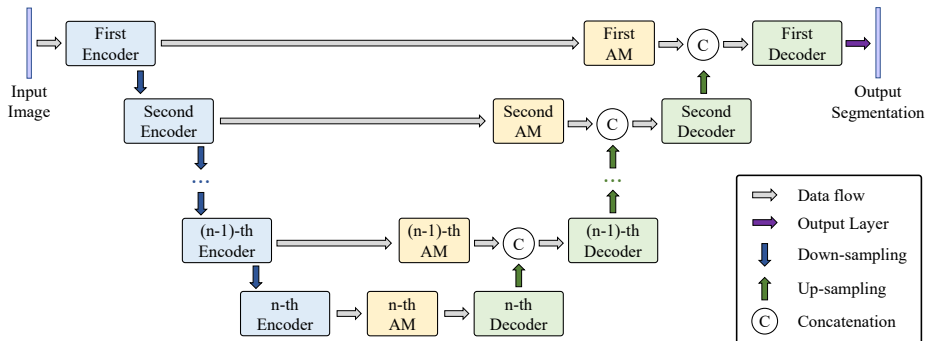 Input
Image
First
Encoder
First
AM
C
First
Decoder
Output
Segmentation
Second
Encoder
Second
AM
C
Second
Decoder
...
...
(n-1)-th
Encoder
(n-1)-th
AM
C
(n-1)-th
Decoder
n-th
Encoder
n-th
AM
n-th
Decoder
Data flow
Output Layer
Down-sampling
Up-sampling
C Concatenation